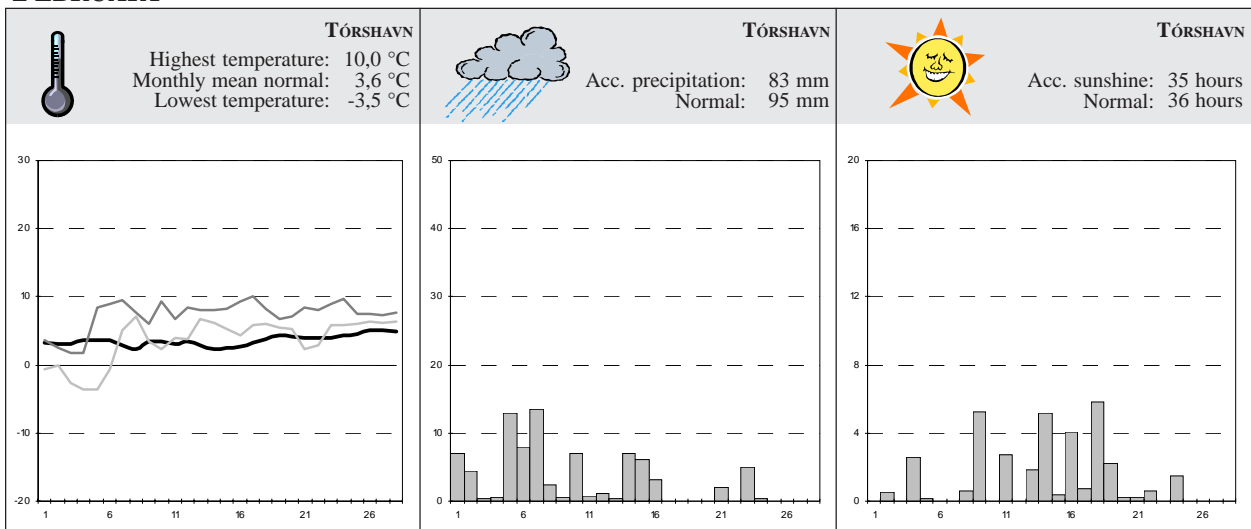 TÓRSHAVN
Highest temperature: 10,0 °C
Monthly mean normal: 3,6 °C
Lowest temperature: -3,5 °C
TÓRSHAVN
Acc. precipitation: 83 mm
Normal: 95 mm
TÓRSHAVN
Acc. sunshine: 35 hours
Normal: 36 hours
30
20
10
0
-10
-20
1 6 11 16 21 26
50
40
30
20
10
0
1 6 11 16 21 26
20
16
12
8
4
0
1 6 11 16 21 26